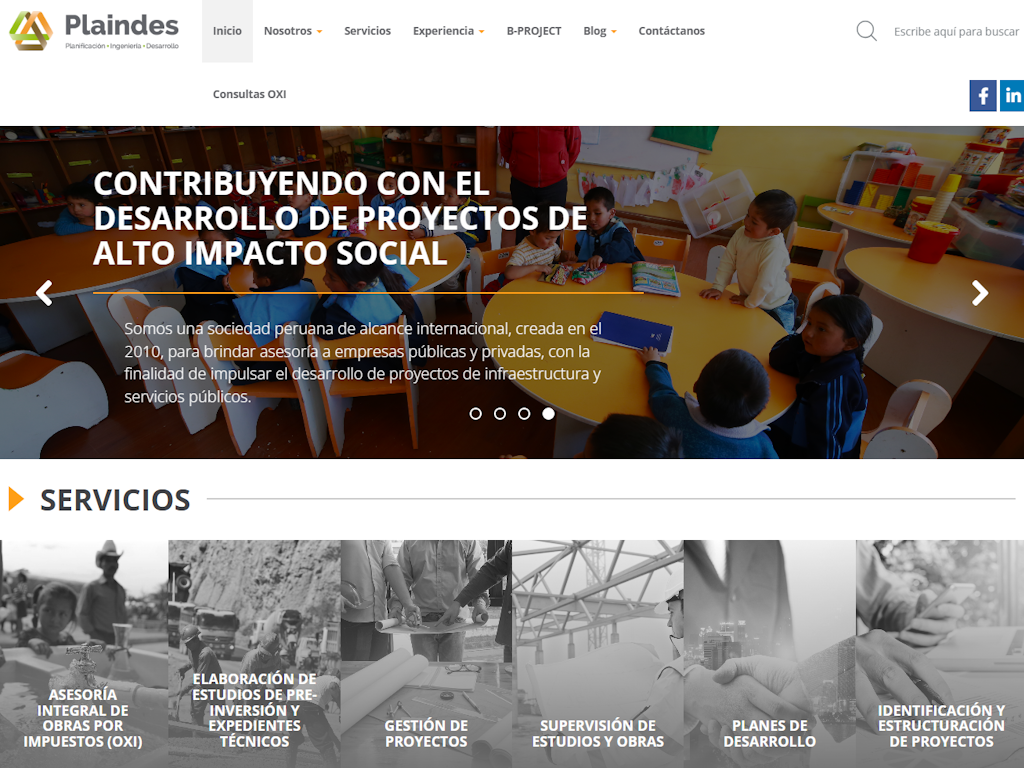 Plaindes
Planificación • Ingeniería • Desarrollo
Inicio
Nosotros
Servicios
Experiencia
B-PROJECT
Blog
Contáctanos
Escribe aquí para buscar
Consultas OXI
CONTRIBUYENDO CON EL
DESARROLLO DE PROYECTOS DE
ALTO IMPACTO SOCIAL
Somos una sociedad peruana de alcance internacional, creada en el
2010, para brindar asesoría a empresas públicas y privadas, con la
finalidad de impulsar el desarrollo de proyectos de infraestructura y
servicios públicos.
SERVICIOS
ASESORÍA
INTEGRAL DE
OBRAS POR
IMPUESTOS (OXI)
ELABORACIÓN DE
ESTUDIOS DE PRE-
INVERSIÓN Y
EXPEDIENTES
TÉCNICOS
GESTIÓN DE
PROYECTOS
SUPERVISIÓN DE
ESTUDIOS Y OBRAS
PLANES DE
DESARROLLO
IDENTIFICACIÓN Y
ESTRUCTURACIÓN
DE PROYECTOS